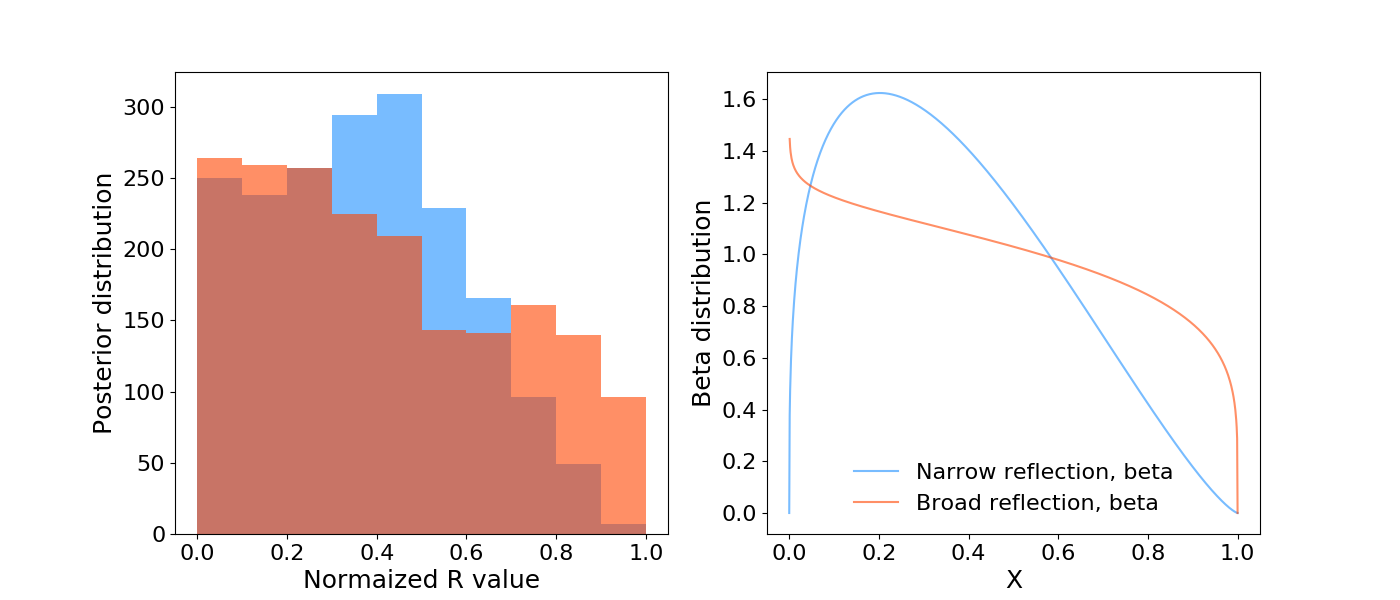 Posterior distribution
300
250
200
150
100
50
0
0.0 0.2 0.4 0.6 0.8 1.0
Normaized R value
Beta distribution
1.6
1.4
1.2
1.0
0.8
0.6
0.4
0.2
0.0
Narrow reflection, beta
Broad reflection, beta
0.0 0.2 0.4 0.6 0.8 1.0
X